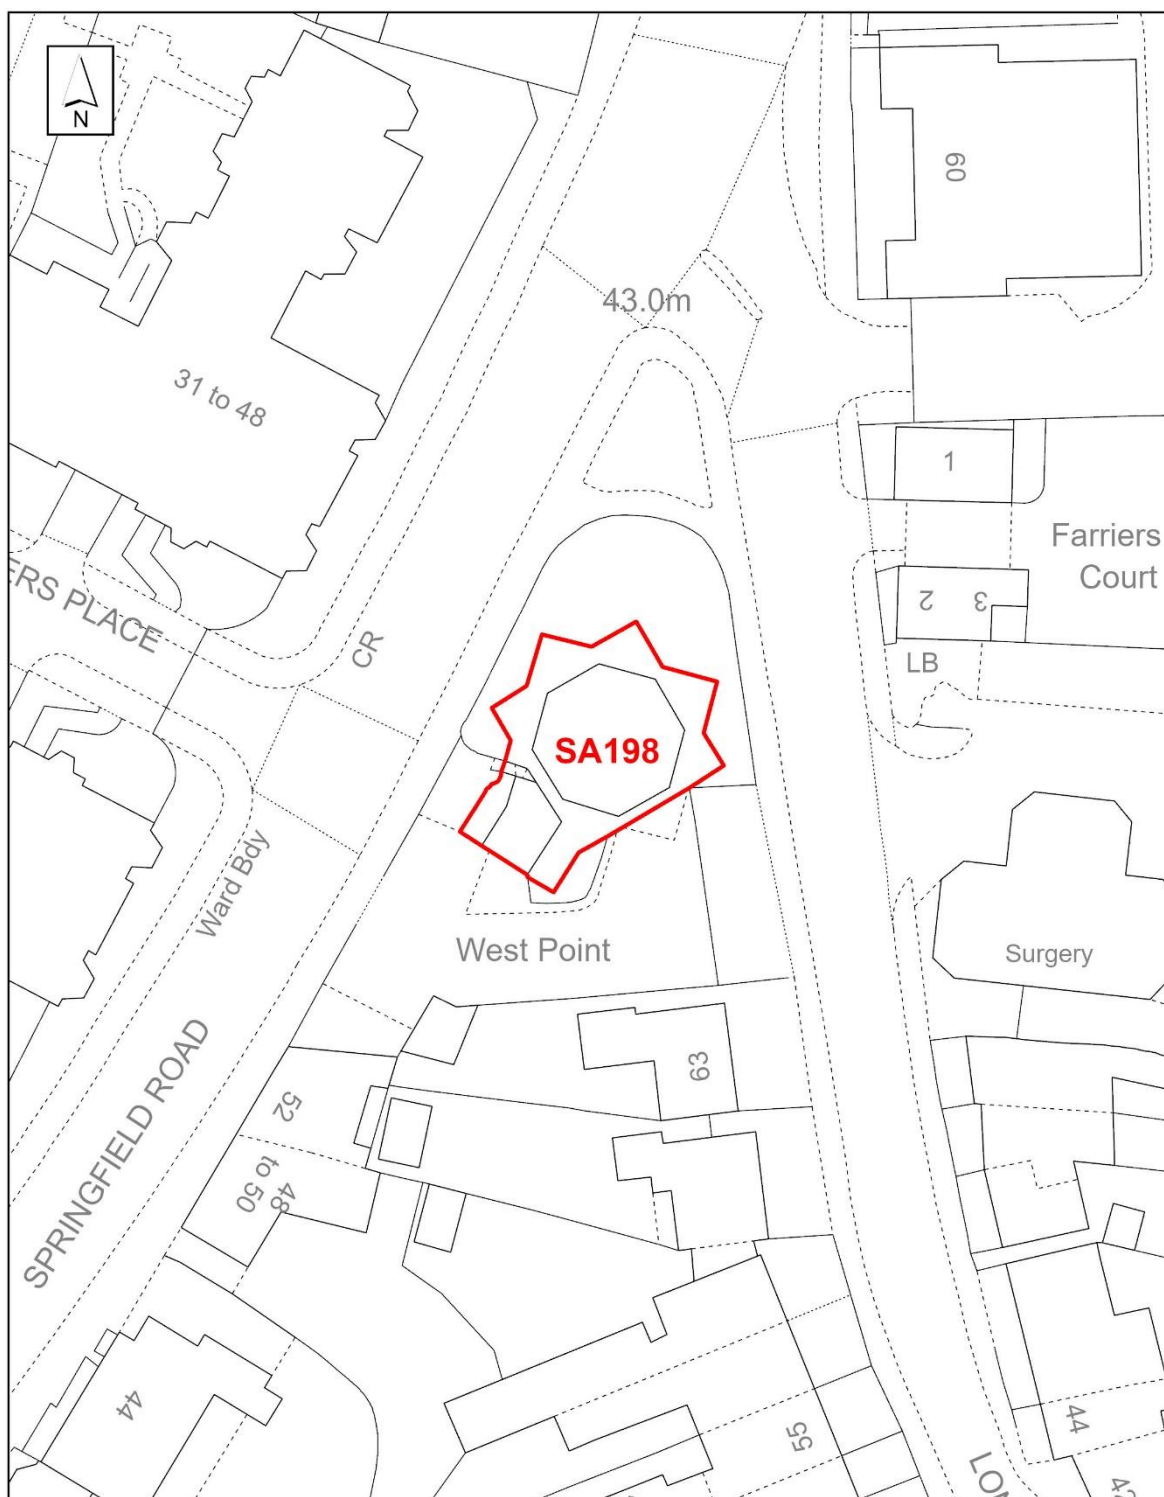 N
60
43.0m
31 to 48
1
Farriers
Court
ERS PLACE
2
3
CR
LB
SA198
Ward Bdy
West Point
Surgery
SPRINGFIELD ROAD
63
52
to 50
48
44
55
44
LON